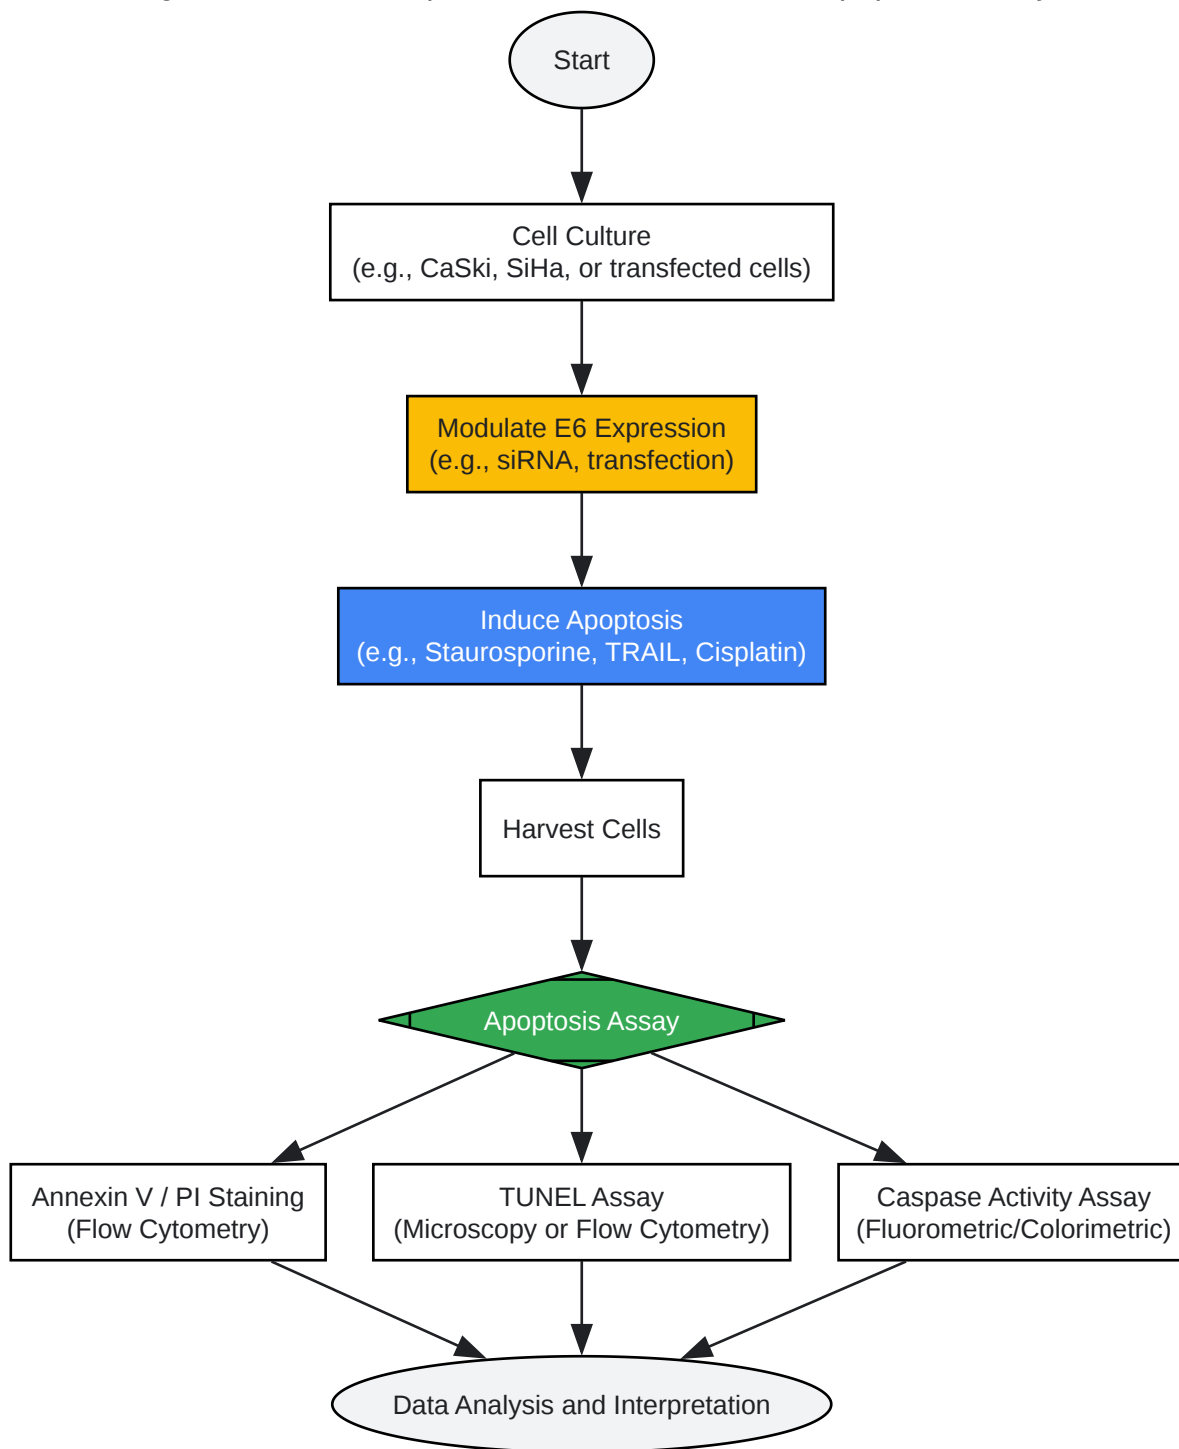 Start
Cell Culture
(e.g., CaSki, SiHa, or transfected cells)
Modulate E6 Expression
(e.g., siRNA, transfection)
Induce Apoptosis
(e.g., Staurosporine, TRAIL, Cisplatin)
Harvest Cells
Apoptosis Assay
Annexin V / PI Staining
(Flow Cytometry)
TUNEL Assay
(Microscopy or Flow Cytometry)
Caspase Activity Assay
(Fluorometric/Colorimetric)
Data Analysis and Interpretation